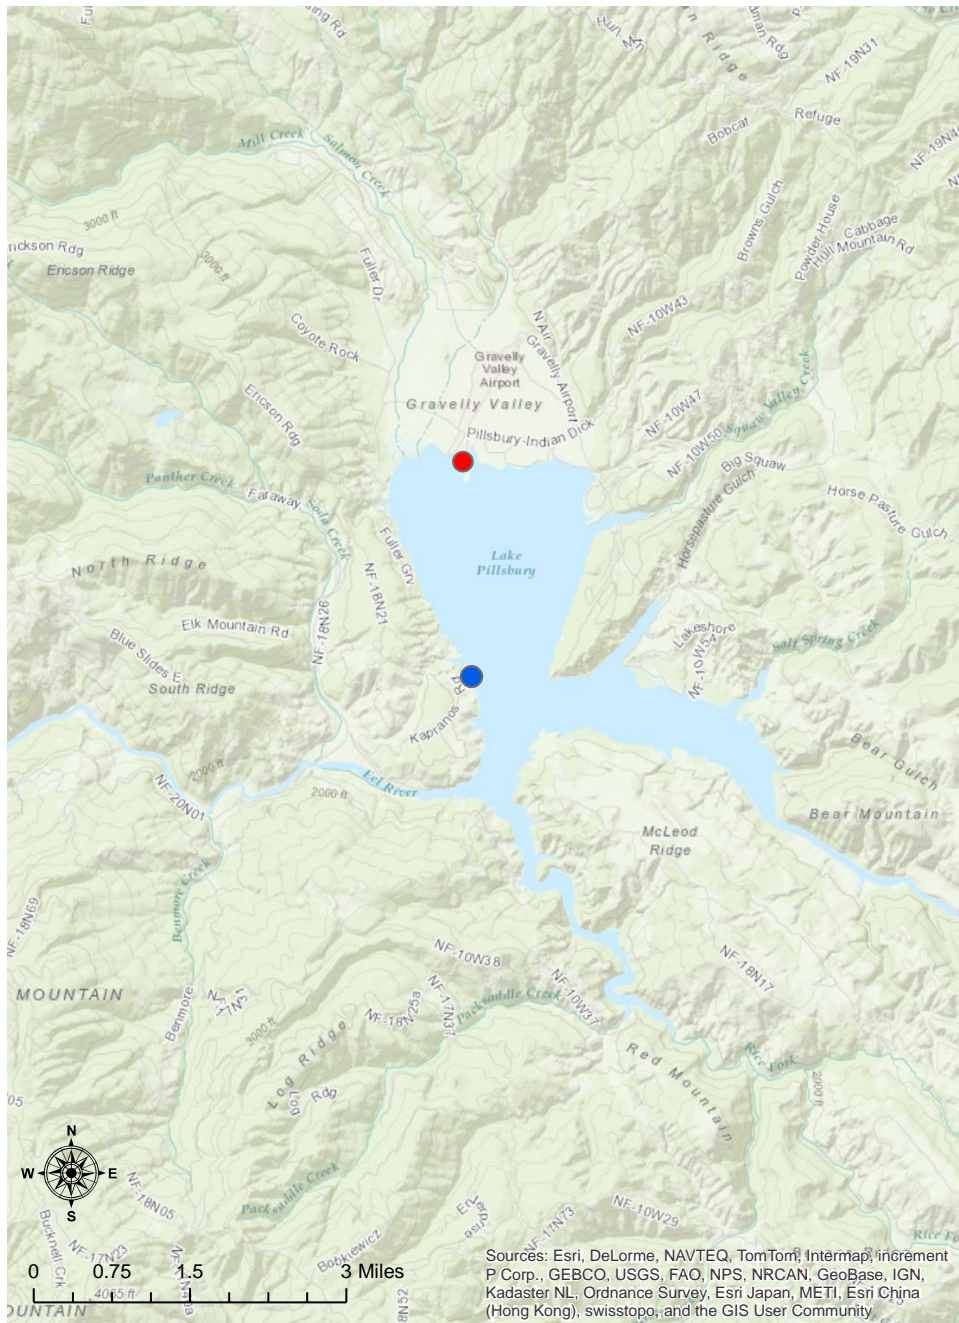 NF-19N31
Refuge
Bobcat
Mill Creek
Salmon Creek
3000 ft
Ericson Ridge
3000 ft
Fuller Dr
Browns Gulch
Powder House
Cabbage
Hull Mountain Rd
NF-10W43
N Air
Gravelly Airport
Coyote Rock
Gravelly
Valley
Airport
Gravelly Valley
Pillsbury-Indian Dick
NF-10W47
Squaw Valley Creek
NF-10W50
Big Squaw
Ericson Rdg
Horsepasture Gulch
Horse Pasture Gulch
Panther Creek
Faraway
Soda Creek
Fuller Grv
Lake
Pillsbury
North Ridge
NF-18N21
NF-18N26
Elk Mountain Rd
Blue Slides E
South Ridge
Lakeshore
NF-10W54
Salt Spring Creek
Kapranos Rd
2000 ft
NF-20N01
2000 ft
Eel River
Bear Gulch
Bear Mountain
McLeod
Ridge
Benmore Creek
NF-18N69
NF-10W38
NF-18N17
MOUNTAIN
Benmore
NF-18N25a
NF-17N37
Packsaddle Creek
NF-10W37
3000 ft
Log Ridge
Log Rdg
Red Mountain
Rice Fork
2000 ft
N
W E
S
Packsaddle Creek
NF-18N05
Bucknell Crk
NF-17N23
Bobkiewicz
Enterprise
NF-17N73
NF-10W29
0 0.75 1.5 3 Miles
Sources: Esri, DeLorme, NAVTEQ, TomTom, Intermap, increment
P Corp., GEBCO, USGS, FAO, NPS, NRCAN, GeoBase, IGN,
Kadaster NL, Ordnance Survey, Esri Japan, METI, Esri China
(Hong Kong), swisstopo, and the GIS User Community